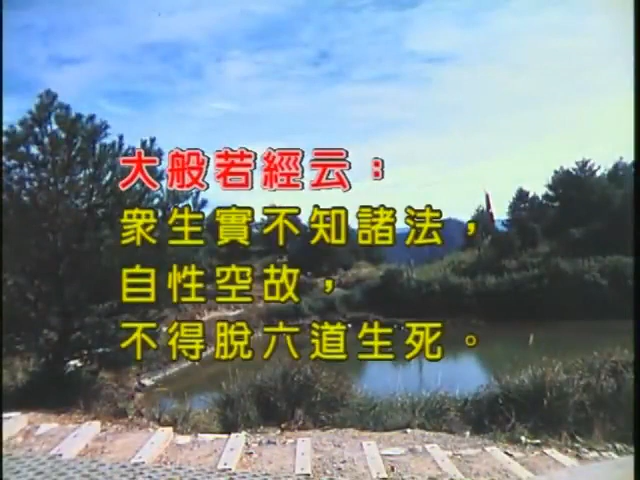 大般若經云：
衆生實不知諸法，
自性空故，
不得脫六道生死。